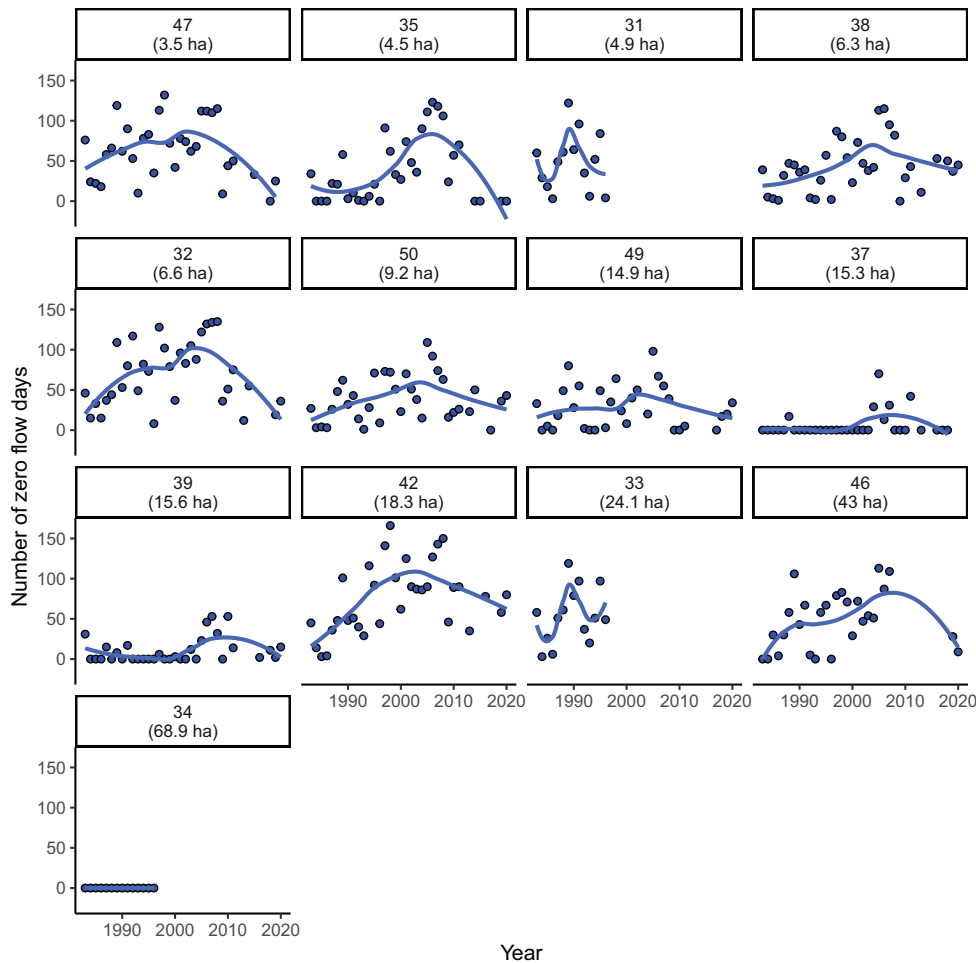 47
(3.5 ha)
35
(4.5 ha)
31
(4.9 ha)
38
(6.3 ha)
150
100
50
0
32
(6.6 ha)
50
(9.2 ha)
49
(14.9 ha)
37
(15.3 ha)
150
100
50
0
39
(15.6 ha)
42
(18.3 ha)
33
(24.1 ha)
46
(43 ha)
150
100
50
0
1990 2000 2010 2020
1990 2000 2010 2020
1990 2000 2010 2020
34
(68.9 ha)
150
100
50
0
1990 2000 2010 2020
Number of zero flow days
Year